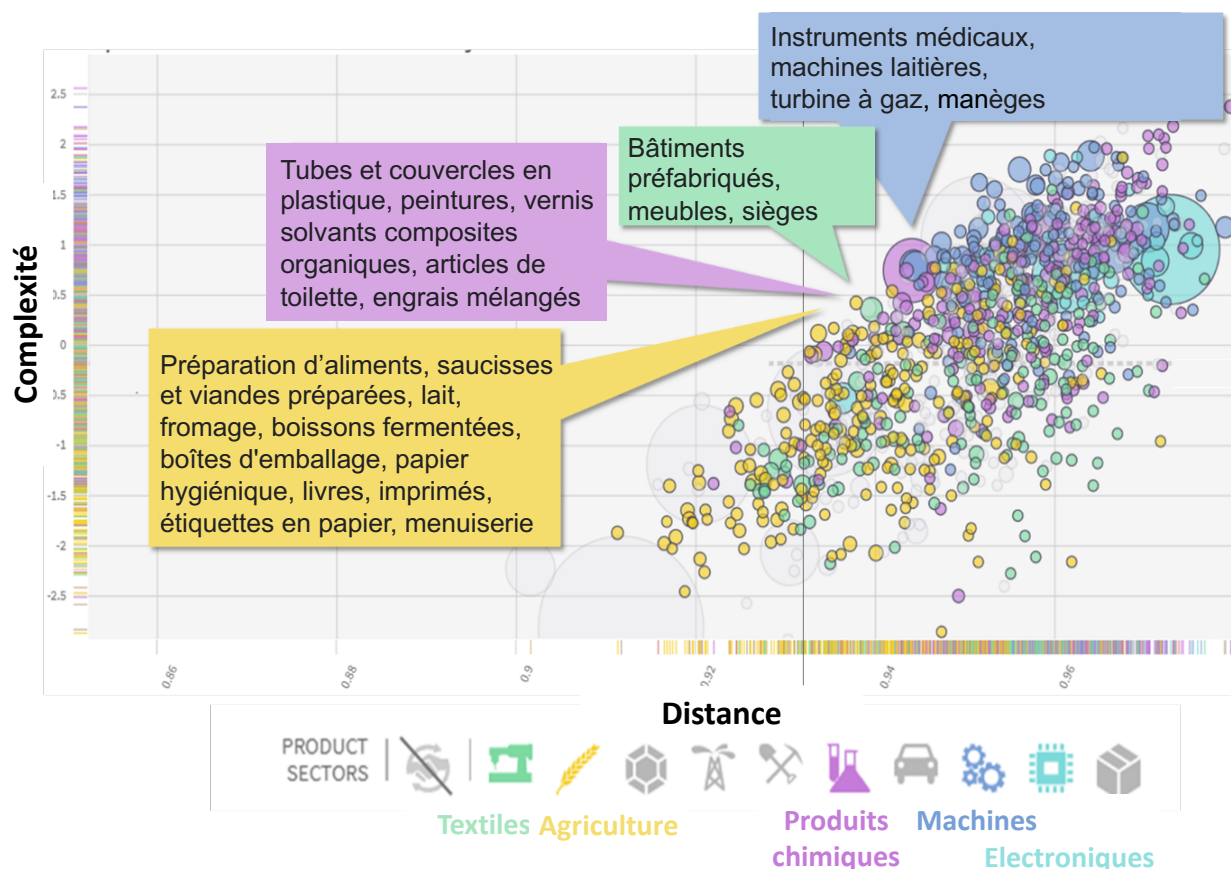 Instruments médicaux,
machines laitières,
turbine à gaz, manèges
Bâtiments
préfabriqués,
meubles, sièges
Tubes et couvercles en
plastique, peintures, vernis
solvants composites
organiques, articles de
toilette, engrais mélangés
Préparation d’aliments, saucisses
et viandes préparées, lait,
fromage, boissons fermentées,
boîtes d'emballage, papier
hygiénique, livres, imprimés,
étiquettes en papier, menuiserie
Complexité
2.5
2
1.5
1
0.5
0
0.5
-1
-1.5
-2
-2.5
0.86
0.88
0.9
0.92
0.94
0.96
Distance
PRODUCT
SECTORS
Textiles
Agriculture
Produits
chimiques
Machines
Electroniques